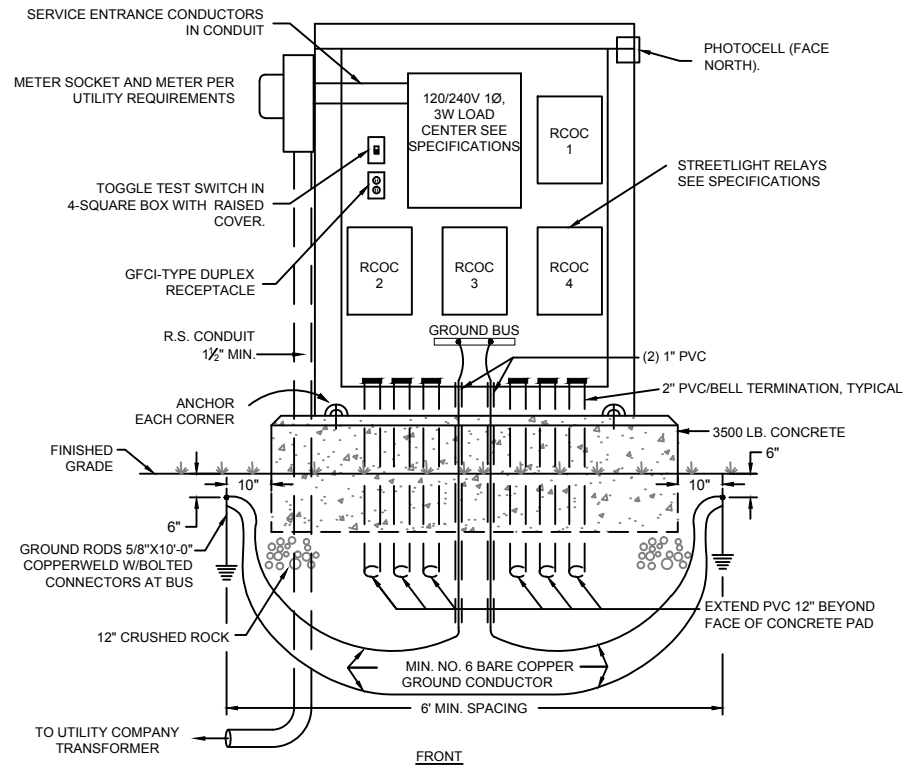 SERVICE ENTRANCE CONDUCTORS
IN CONDUIT
PHOTOCELL (FACE
NORTH).
METER SOCKET AND METER PER
UTILITY REQUIREMENTS
120/240V 1Ø,
3W LOAD
CENTER SEE
SPECIFICATIONS
RCOC
1
STREETLIGHT RELAYS
SEE SPECIFICATIONS
TOGGLE TEST SWITCH IN
4-SQUARE BOX WITH RAISED
COVER.
GFCI-TYPE DUPLEX
RECEPTACLE
RCOC
2
RCOC
3
RCOC
4
GROUND BUS
R.S. CONDUIT
1½" MIN.
(2) 1" PVC
2" PVC/BELL TERMINATION, TYPICAL
ANCHOR
EACH CORNER
3500 LB. CONCRETE
FINISHED
GRADE
6"
10"
10"
6"
GROUND RODS 5/8"X10'-0"
COPPERWELD W/BOLTED
CONNECTORS AT BUS
EXTEND PVC 12" BEYOND
FACE OF CONCRETE PAD
12" CRUSHED ROCK
MIN. NO. 6 BARE COPPER
GROUND CONDUCTOR
6' MIN. SPACING
TO UTILITY COMPANY
TRANSFORMER
FRONT